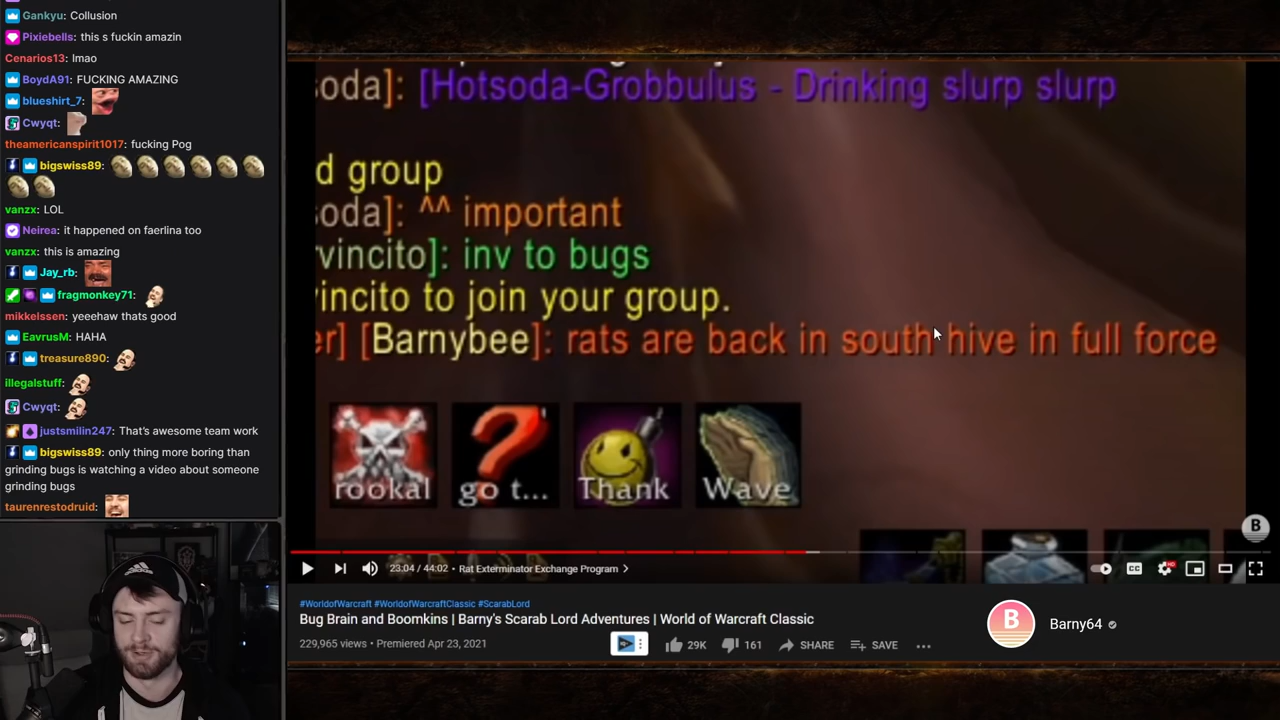 Gankyu: Collusion
Pixiebells: this s fuckin amazin
Cenarios13: lmao
BoydA91: FUCKING AMAZING
blueshirt_7:
Cwyqt:
theamericanspirit1017: fucking Pog
bigswiss89:
vanzx: LOL
Neirea: it happened on faerlina too
vanzx: this is amazing
Jay_rb:
fragmonkey71:
mikkeissen: yeeehaw thats good
EavrusM: HAHA
treasure890:
illegalstuff:
Cwyqt:
justsmilin247: That's awesome team work
bigswiss89: only thing more boring than
grinding bugs is watching a video about someone
grinding bugs
taurenrestodruid:
soda]: [Hotsoda-Grobbulus - Drinking slurp slurp
d group
soda]: ^^ important
vincito]: inv to bugs
vincito to join your group.
er] [Barnybee]: rats are back in south hive in full force
rookal go t... Thank Wave
B
23:04 / 44:02 • Rat Exterminator Exchange Program >
CC HD
#WorldofWarcraft #WorldofWarcraftClassic #ScarabLord
Bug Brain and Boomkins | Barny's Scarab Lord Adventures | World of Warcraft Classic
229,965 views • Premiered Apr 23, 2021
29K 161 SHARE SAVE ...
B Barny64
adidas